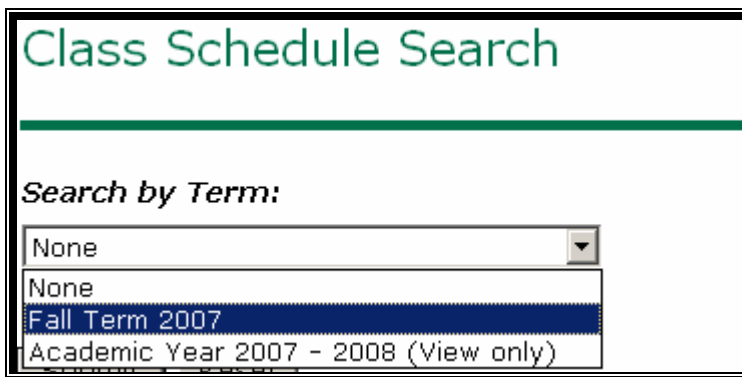 Class Schedule Search
Search by Term:
None
None
Fall Term 2007
Academic Year 2007 - 2008 (View only)